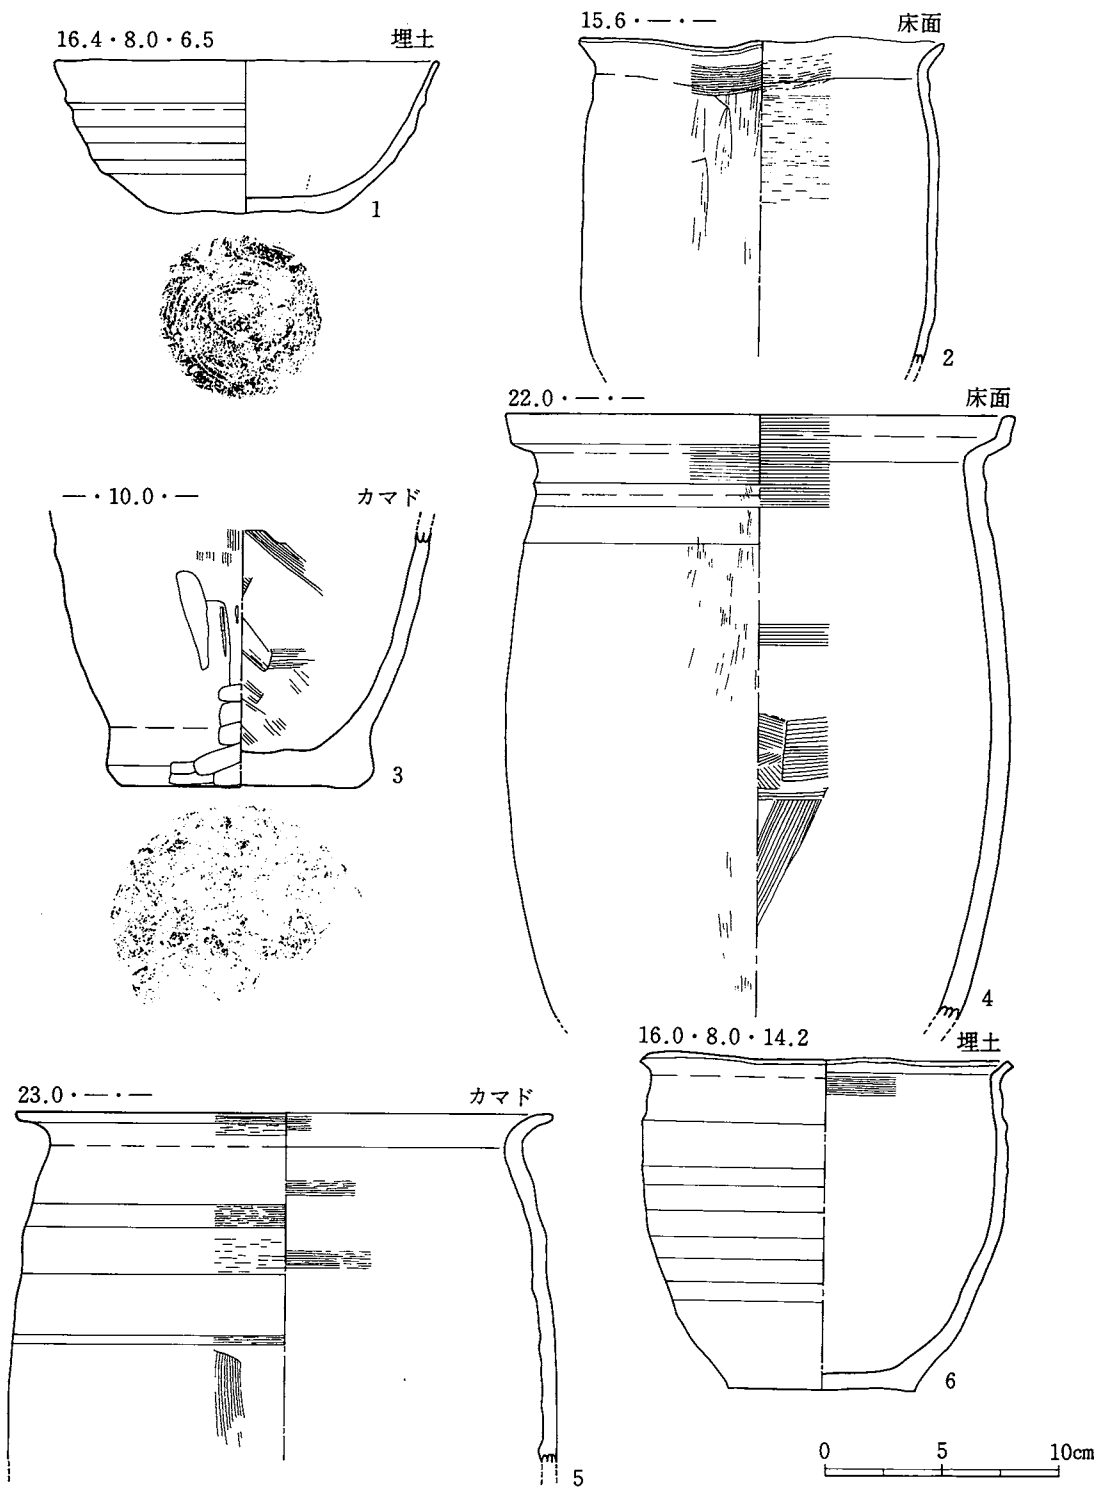 16.4・8.0・6.5 埋土
1
15.6・—・— 床面
2
—・10.0・— カマド
3
22.0・—・— 床面
4
23.0・—・— カマド
5
16.0・8.0・14.2 埋土
6
0 5 10cm